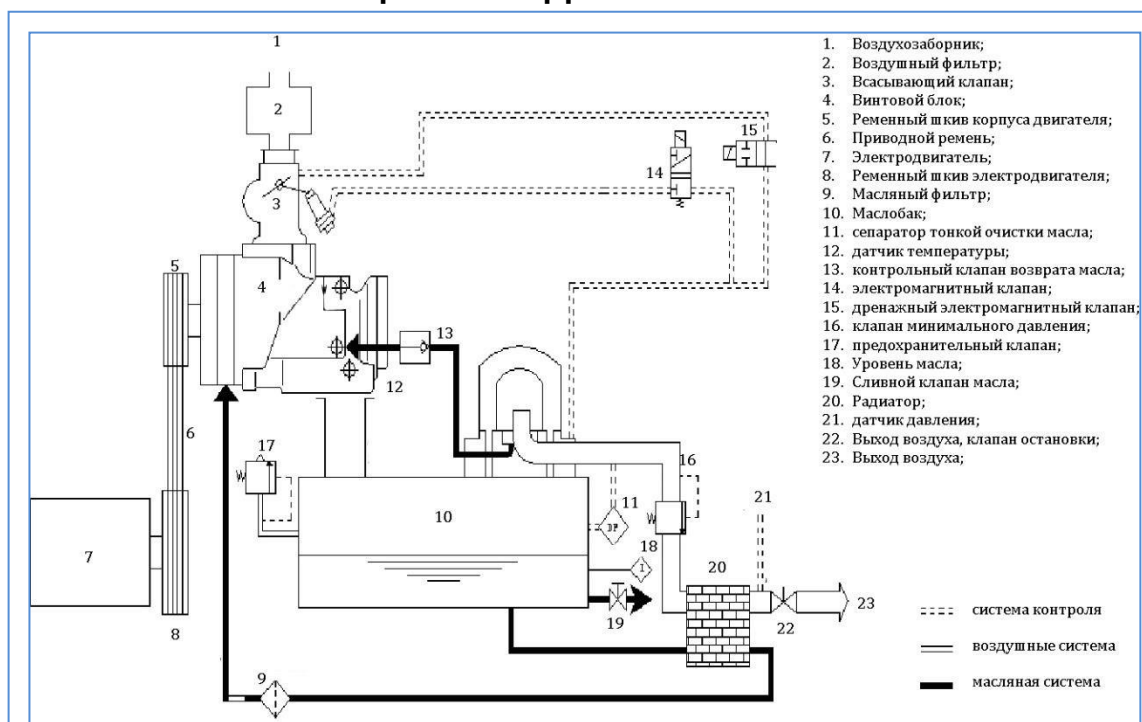 1
2
3
4
5
6
7
8
9
10
11
12
13
14
15
16
17
18
19
20
21
22
23
DP
I
1. Воздухозаборник;
2. Воздушный фильтр;
3. Всасывающий клапан;
4. Винтовой блок;
5. Ременный шкив корпуса двигателя;
6. Приводной ремень;
7. Электродвигатель;
8. Ременный шкив электродвигателя;
9. Масляный фильтр;
10. Маслобак;
11. сепаратор тонкой очистки масла;
12. датчик температуры;
13. контрольный клапан возврата масла;
14. электромагнитный клапан;
15. дренажный электромагнитный клапан;
16. клапан минимального давления;
17. предохранительный клапан;
18. Уровень масла;
19. Сливной клапан масла;
20. Радиатор;
21. датчик давления;
22. Выход воздуха, клапан остановки;
23. Выход воздуха;
система контроля
воздушные система
масляная система